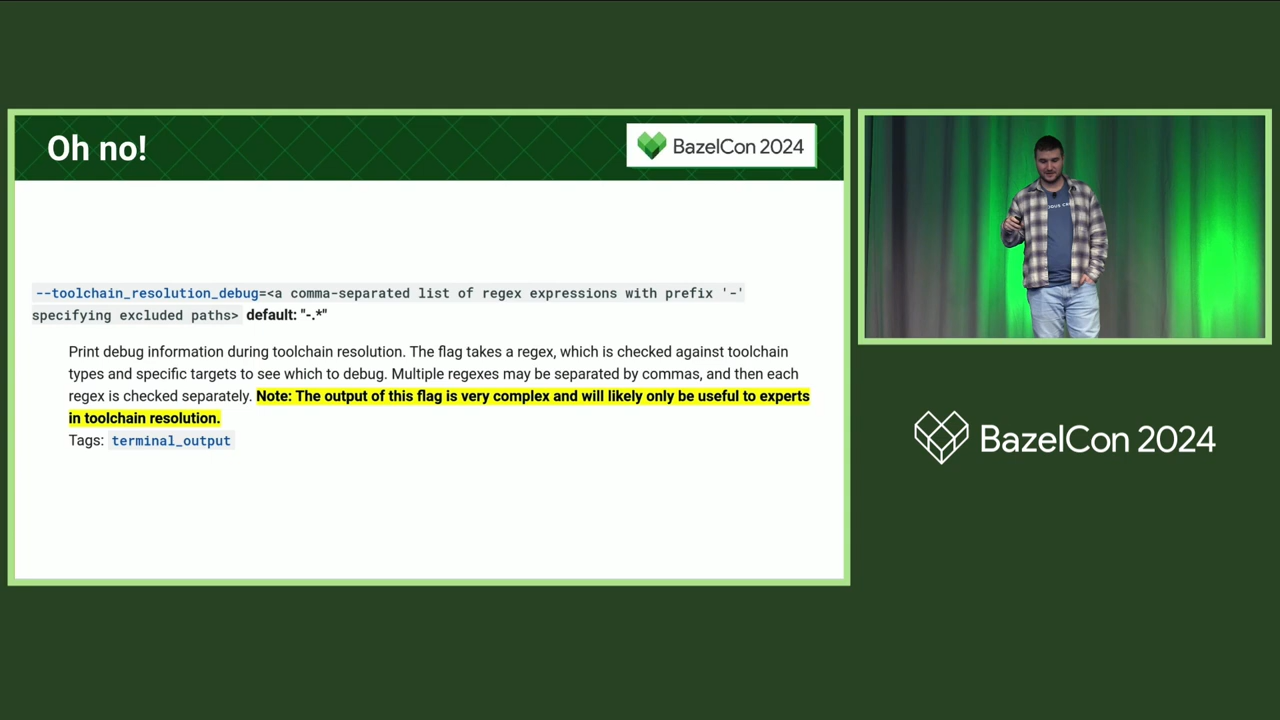 Oh no!
BazelCon 2024
--toolchain_resolution_debug=<a comma-separated list of regex expressions with prefix '-'
specifying excluded paths> default: "-.*"
Print debug information during toolchain resolution. The flag takes a regex, which is checked against toolchain
types and specific targets to see which to debug. Multiple regexes may be separated by commas, and then each
regex is checked separately. Note: The output of this flag is very complex and will likely only be useful to experts
in toolchain resolution.
Tags: terminal_output
BazelCon 2024